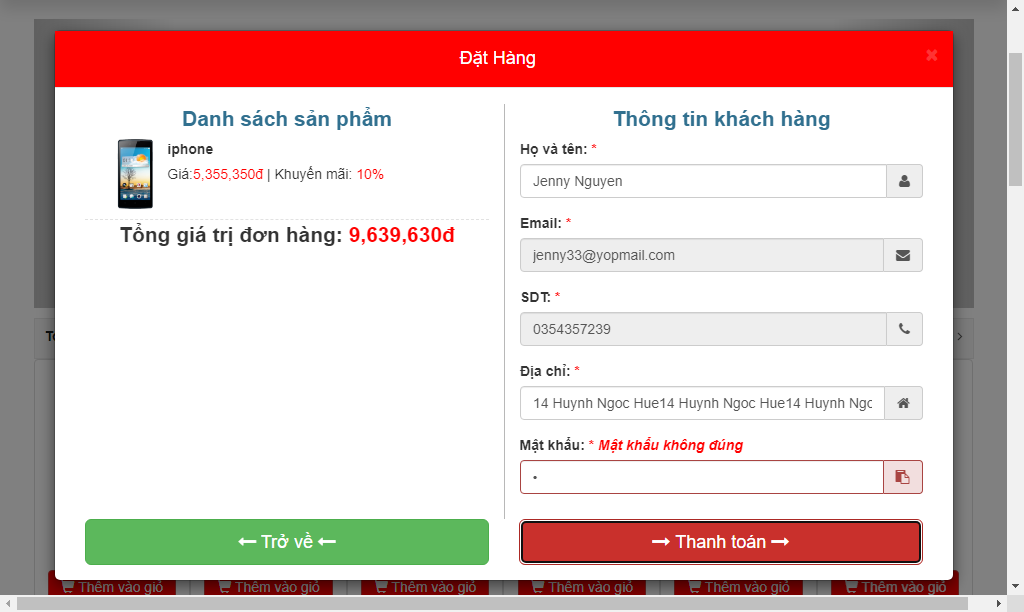 Đặt Hàng
×
Danh sách sản phẩm
iphone
Giá:5,355,350đ | Khuyến mãi: 10%
Tổng giá trị đơn hàng: 9,639,630đ
Trở về
Thông tin khách hàng
Họ và tên: *
Jenny Nguyen
Email: *
jenny33@yopmail.com
SDT: *
0354357239
Địa chỉ: *
14 Huynh Ngoc Hue14 Huynh Ngoc Hue14 Huynh Ngc
Mật khẩu: * Mật khẩu không đúng
•
Thanh toán
Thêm vào giỏ
Thêm vào giỏ
Thêm vào giỏ
Thêm vào giỏ
Thêm vào giỏ
Thêm vào giỏ